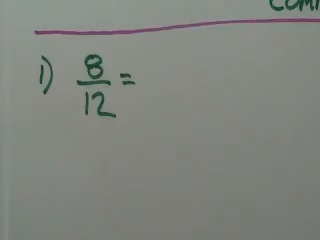 1) 8/12 =